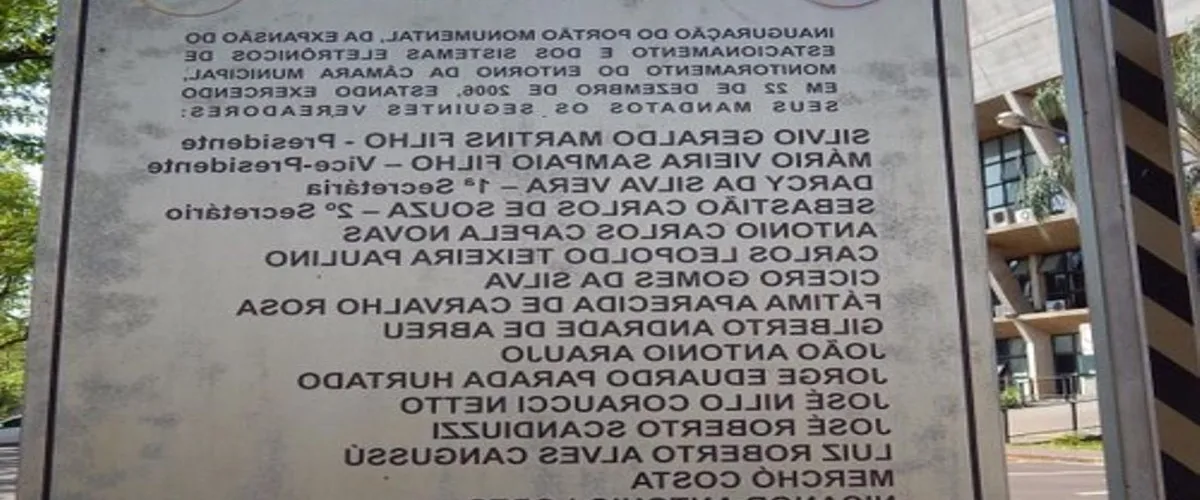 INAUGURAÇÃO DO PORTÃO MONUMENTAL, DA EXPANSÃO DO
ESTACIONAMENTO E DOS SISTEMAS ELETRÔNICOS DE
MONITORAMENTO DO ENTORNO DA CÂMARA MUNICIPAL,
EM 22 DE DEZEMBRO DE 2006, ESTANDO EXERCENDO
SEUS MANDATOS OS SEGUINTES VEREADORES:
SILVIO GERALDO MARTINS FILHO - Presidente
MÁRIO VIEIRA SAMPAIO FILHO – Vice-Presidente
DARCY DA SILVA VERA – 1ª Secretária
SEBASTIÃO CARLOS DE SOUZA – 2º Secretário
ANTONIO CARLOS CAPELA NOVAS
CARLOS LEOPOLDO TEIXEIRA PAULINO
CICERO GOMES DA SILVA
FÁTIMA APARECIDA DE CARVALHO ROSA
GILBERTO ANDRADE DE ABREU
JOÃO ANTONIO ARAUJO
JORGE EDUARDO PARADA HURTADO
JOSÉ NILLO CORAUCCI NETTO
JOSÉ ROBERTO SCANDIUZZI
LUIZ ROBERTO ALVES CANGUSSÚ
MERCHÓ COSTA
NICANOR ANTONIO LOPES